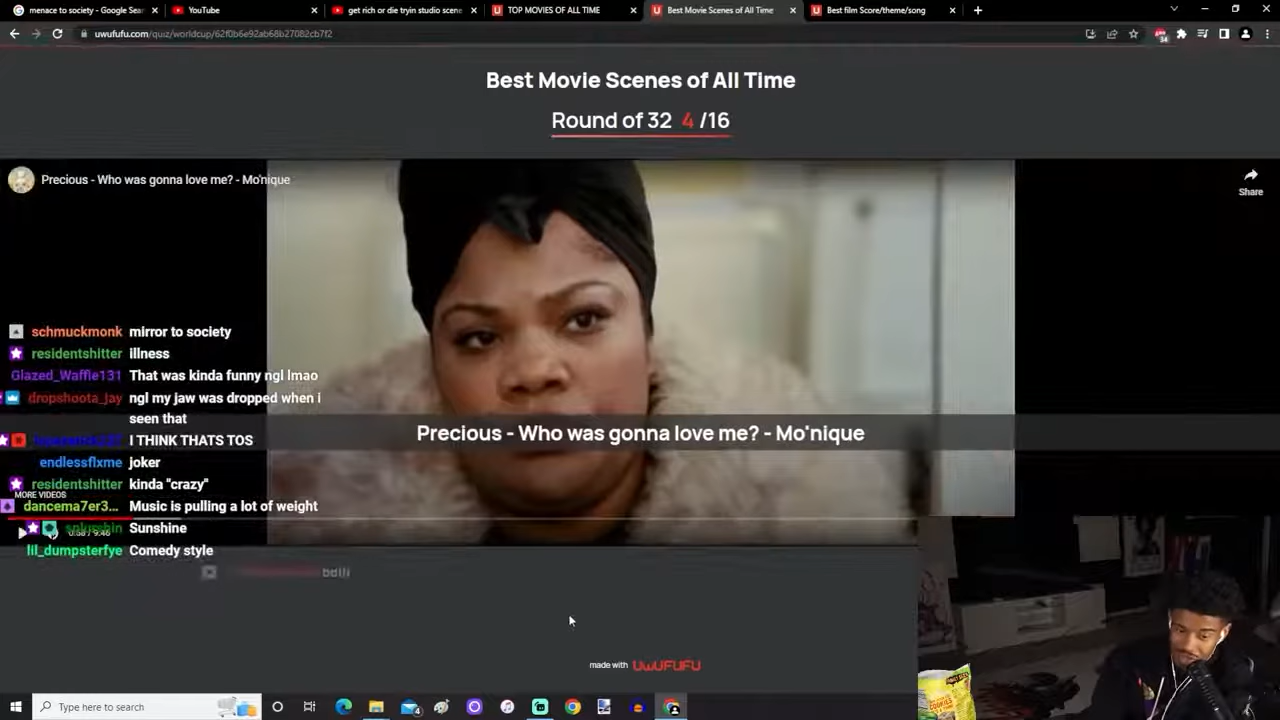 menace to society - Google Sear
YouTube
get rich or die tryin studio scene
TOP MOVIES OF ALL TIME
Best Movie Scenes of All Time
Best film Score/theme/song
uwufufu.com/quiz/worldcup/62f0b6e92ab68b27082cb7f2
34
Best Movie Scenes of All Time
Round of 32 4 /16
Precious - Who was gonna love me? - Mo'nique
Share
schmuckmonk mirror to society
residentshitter illness
Glazed_Waffle131 That was kinda funny ngl lmao
dropshoota_jay ngl my jaw was dropped when i
seen that
Precious - Who was gonna love me? - Mo'nique
I THINK THATS TOS
endlessflxme joker
residentshitter kinda "crazy"
MORE VIDEOS
dancema7er3... Music is pulling a lot of weight
Sunshine
lil_dumpsterfye Comedy style
made with UWUFUFU
Type here to search